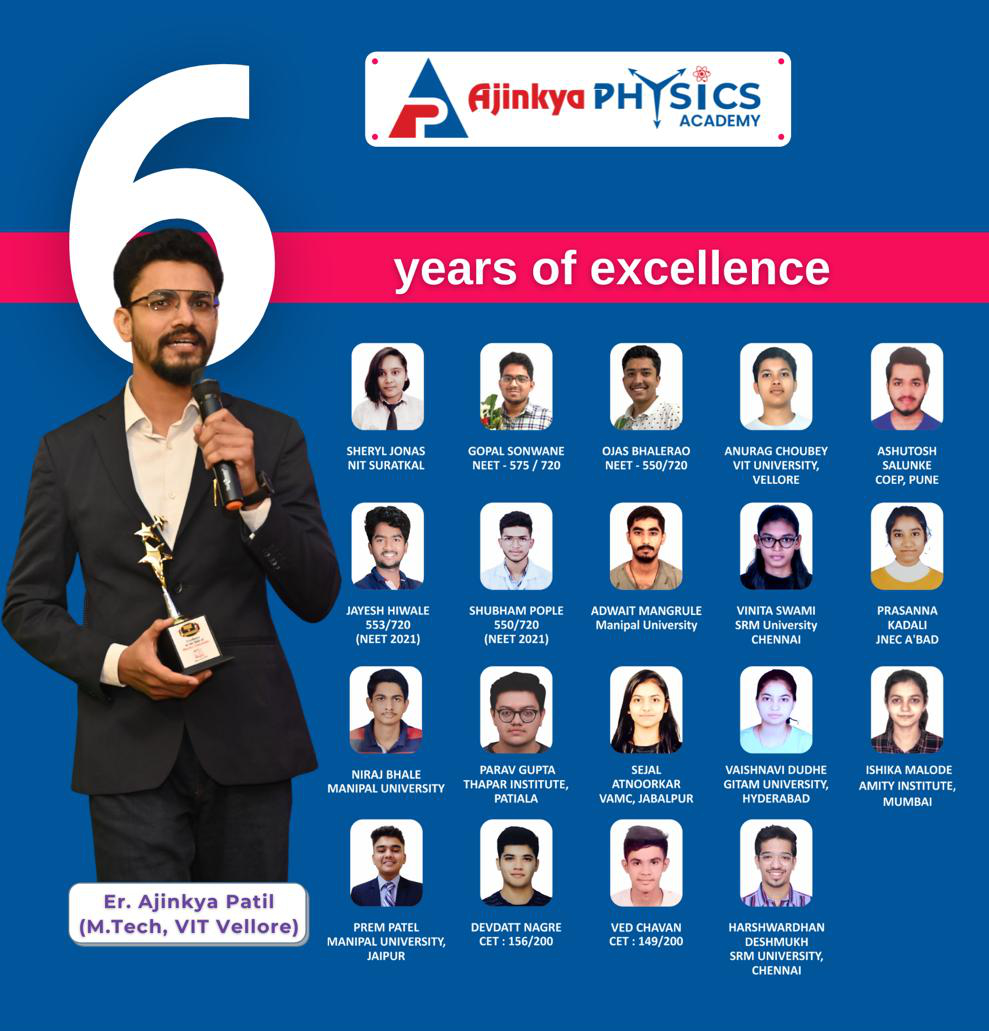 6
AP
Ajinkya PHYSICS
ACADEMY
years of excellence
SHERYL JONAS
NIT SURATKAL
GOPAL SONWANE
NEET - 575 / 720
OJAS BHALERAO
NEET - 550/720
ANURAG CHOUBEY
VIT UNIVERSITY,
VELLORE
ASHUTOSH
SALUNKE
COEP, PUNE
JAYESH HIWALE
553/720
(NEET 2021)
SHUBHAM POPLE
550/720
(NEET 2021)
ADWAIT MANGRULE
Manipal University
VINITA SWAMI
SRM University
CHENNAI
PRASANNA
KADALI
JNEC A'BAD
NIRAJ BHALE
MANIPAL UNIVERSITY
PARAV GUPTA
THAPAR INSTITUTE,
PATIALA
SEJAL
ATNOORKAR
VAMC, JABALPUR
VAISHNAVI DUDHE
GITAM UNIVERSITY,
HYDERABAD
ISHIKA MALODE
AMITY INSTITUTE,
MUMBAI
PREM PATEL
MANIPAL UNIVERSITY,
JAIPUR
DEVDATT NAGRE
CET : 156/200
VED CHAVAN
CET : 149/200
HARSHWARDHAN
DESHMUKH
SRM UNIVERSITY,
CHENNAI
Er. Ajinkya Patil
(M.Tech, VIT Vellore)